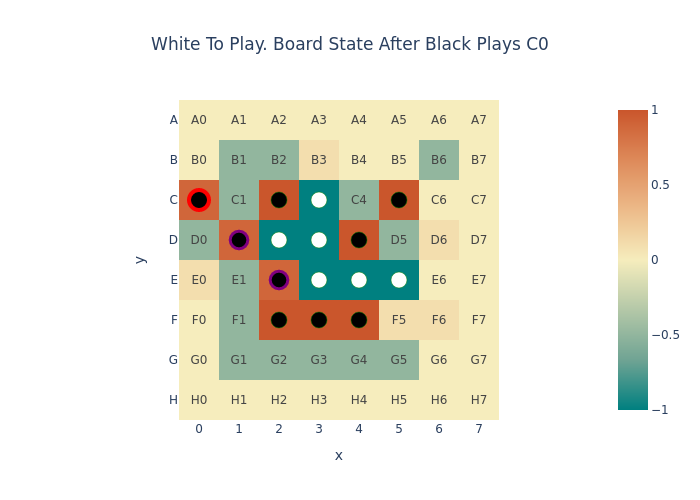 White To Play. Board State After Black Plays C0
A A0 A1 A2 A3 A4 A5 A6 A7
B B0 B1 B2 B3 B4 B5 B6 B7
C C1 C4 C6 C7
D D0 D5 D6 D7
E E0 E1 E6 E7
F F0 F1 F5 F6 F7
G G0 G1 G2 G3 G4 G5 G6 G7
H H0 H1 H2 H3 H4 H5 H6 H7
0 1 2 3 4 5 6 7
x
y
1
0.5
0
−0.5
−1